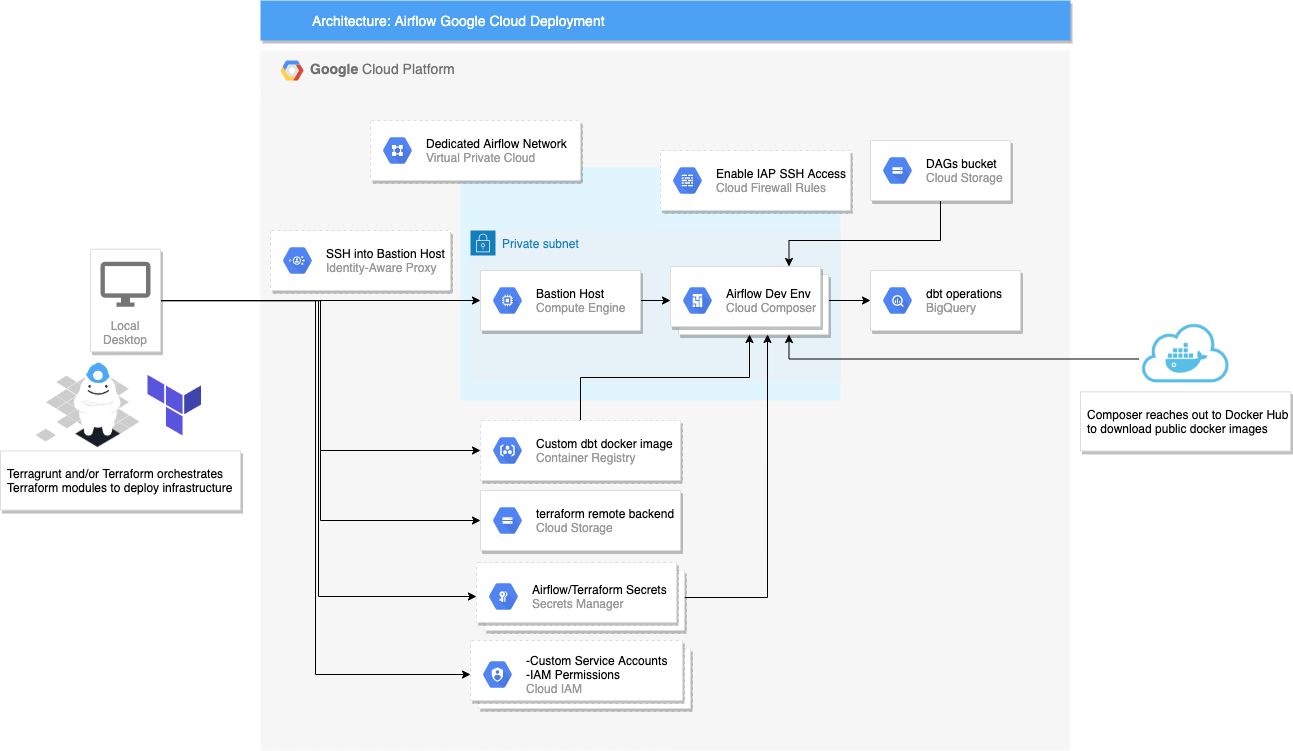 Architecture: Airflow Google Cloud Deployment
Google Cloud Platform
Dedicated Airflow Network
Virtual Private Cloud
Enable IAP SSH Access
Cloud Firewall Rules
DAGs bucket
Cloud Storage
SSH into Bastion Host
Identity-Aware Proxy
Private subnet
Local
Desktop
Bastion Host
Compute Engine
Airflow Dev Env
Cloud Composer
dbt operations
BigQuery
Terragrunt and/or Terraform orchestrates
Terraform modules to deploy infrastructure
Composer reaches out to Docker Hub
to download public docker images
Custom dbt docker image
Container Registry
terraform remote backend
Cloud Storage
Airflow/Terraform Secrets
Secrets Manager
-Custom Service Accounts
-IAM Permissions
Cloud IAM